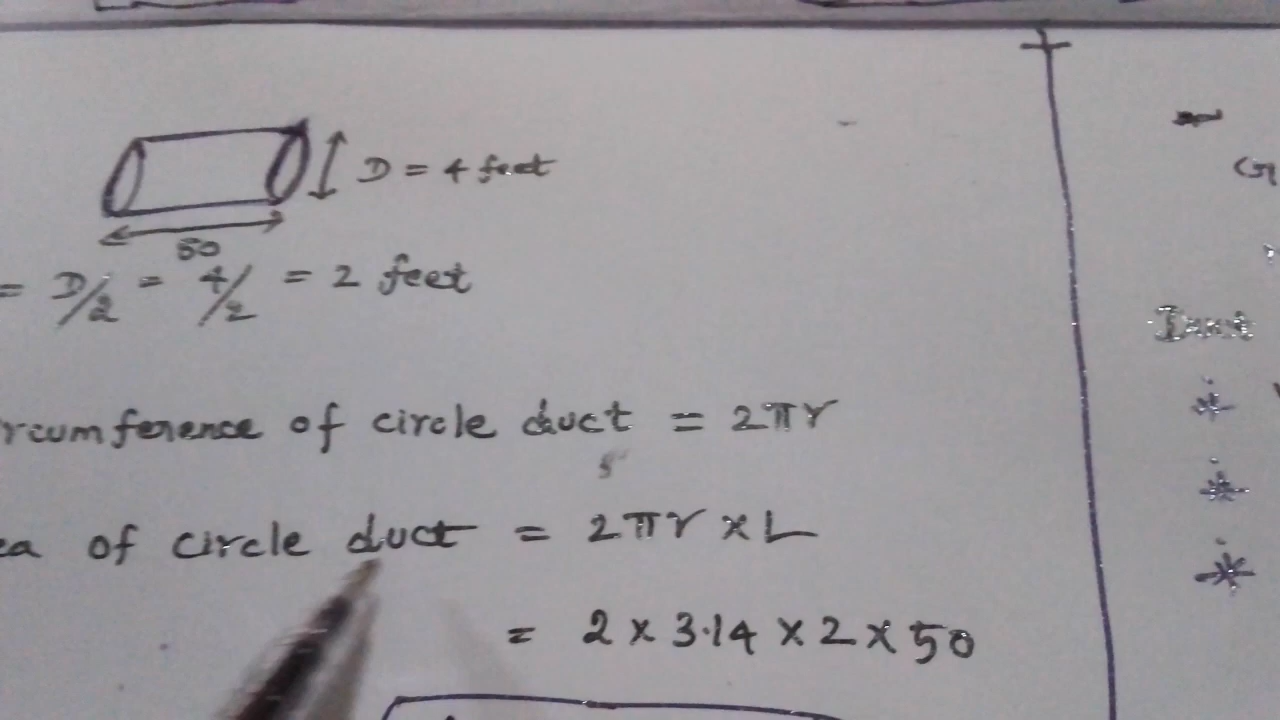 D = 4 feet
50
= D/2 = 4/2 = 2 feet
rcumference of circle duct = 2πr
ea of circle duct = 2πr × L
= 2 × 3.14 × 2 × 50